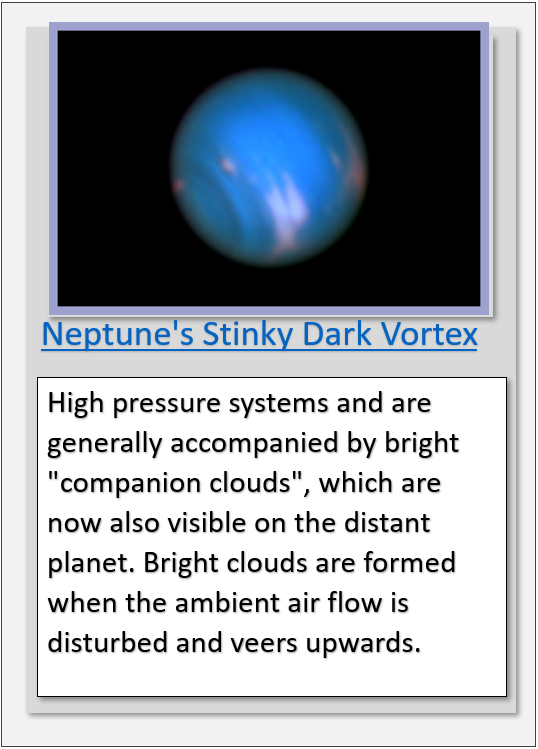 Neptune's Stinky Dark Vortex
High pressure systems and are
generally accompanied by bright
"companion clouds", which are
now also visible on the distant
planet. Bright clouds are formed
when the ambient air flow is
disturbed and veers upwards.